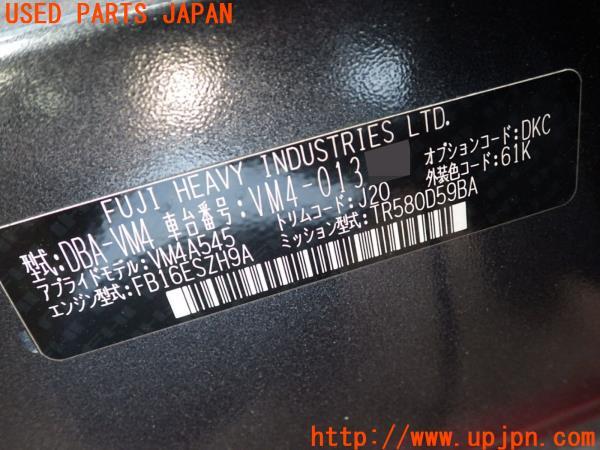 USED PARTS JAPAN
FUJI HEAVY INDUSTRIES LTD.
型式:DBA-VM4 車台番号:VM4-013 オプションコード:DKC
アプライドモデル:VM4A545 トリムコード:J20 外装色コード:61K
エンジン型式:FB16ESZH9A ミッション型式:TR580D59BA
http://www.upjpn.com/